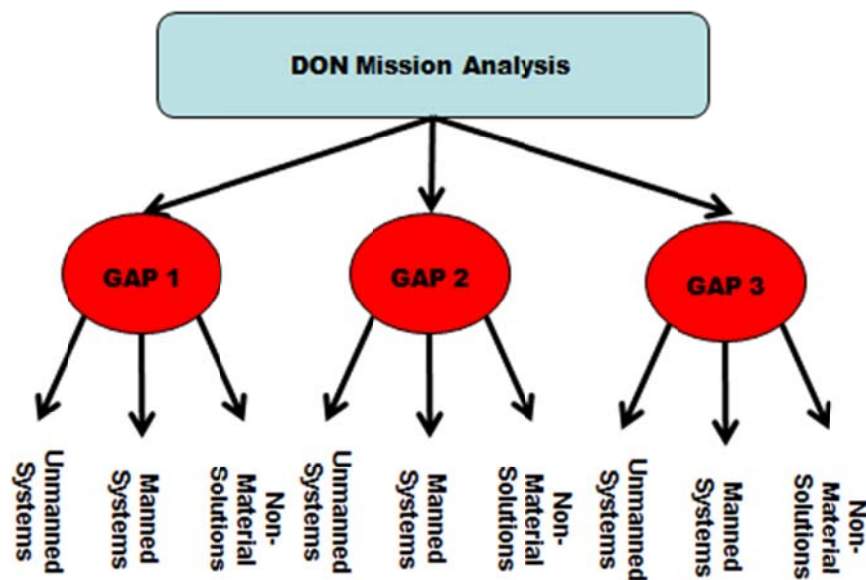 DON Mission Analysis
GAP 1
GAP 2
GAP 3
Unmanned
Systems
Manned
Systems
Non-
Material
Solutions
Unmanned
Systems
Manned
Systems
Non-
Material
Solutions
Unmanned
Systems
Manned
Systems
Non-
Material
Solutions